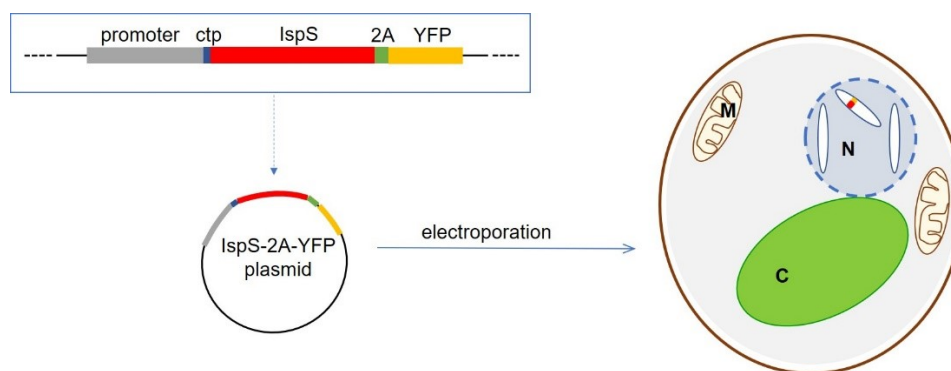 promoter ctp IspS 2A YFP
IspS-2A-YFP
plasmid
electroporation
M
N
C